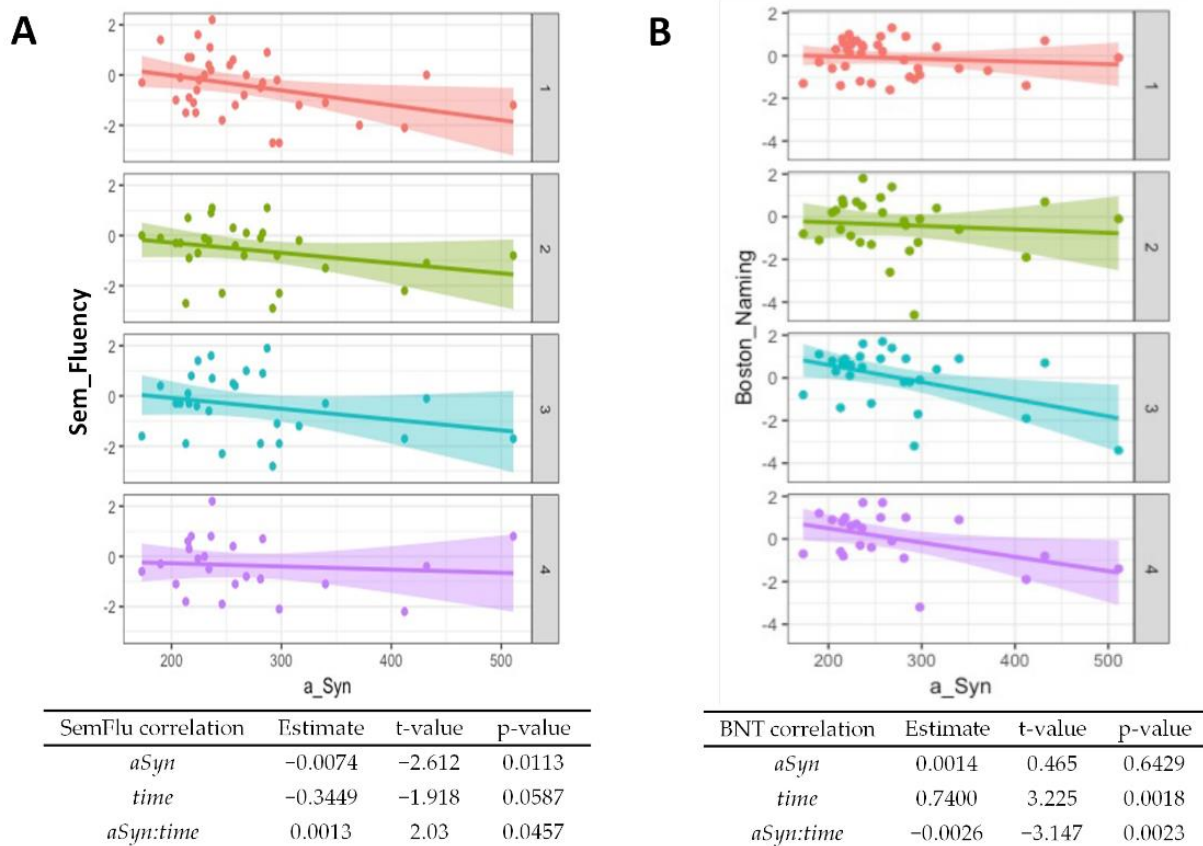 A
B
2
0
-2
1
2
0
-2
2
2
0
-2
3
2
0
-2
4
Sem_Fluency
200 300 400 500
a_Syn
2
0
-2
-4
1
2
0
-2
-4
2
2
0
-2
-4
3
2
0
-2
-4
4
Boston_Naming
200 300 400 500
a_Syn
SemFlu correlation Estimate t-value p-value
aSyn −0.0074 −2.612 0.0113
time −0.3449 −1.918 0.0587
aSyn:time 0.0013 2.03 0.0457
BNT correlation Estimate t-value p-value
aSyn 0.0014 0.465 0.6429
time 0.7400 3.225 0.0018
aSyn:time −0.0026 −3.147 0.0023